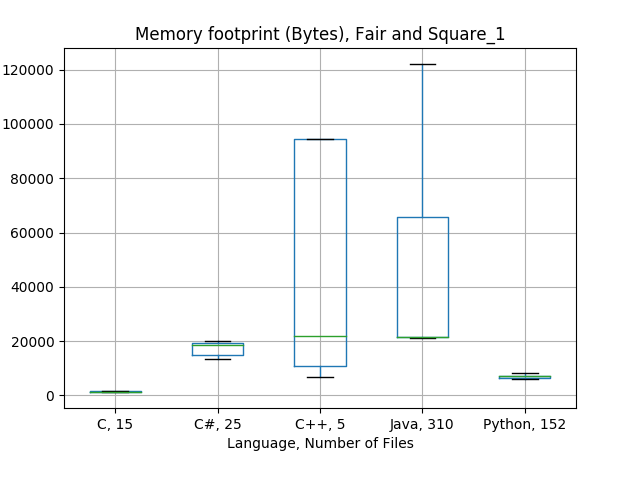 Memory footprint (Bytes), Fair and Square_1
120000
100000
80000
60000
40000
20000
0
C, 15 C#, 25 C++, 5 Java, 310 Python, 152
Language, Number of Files